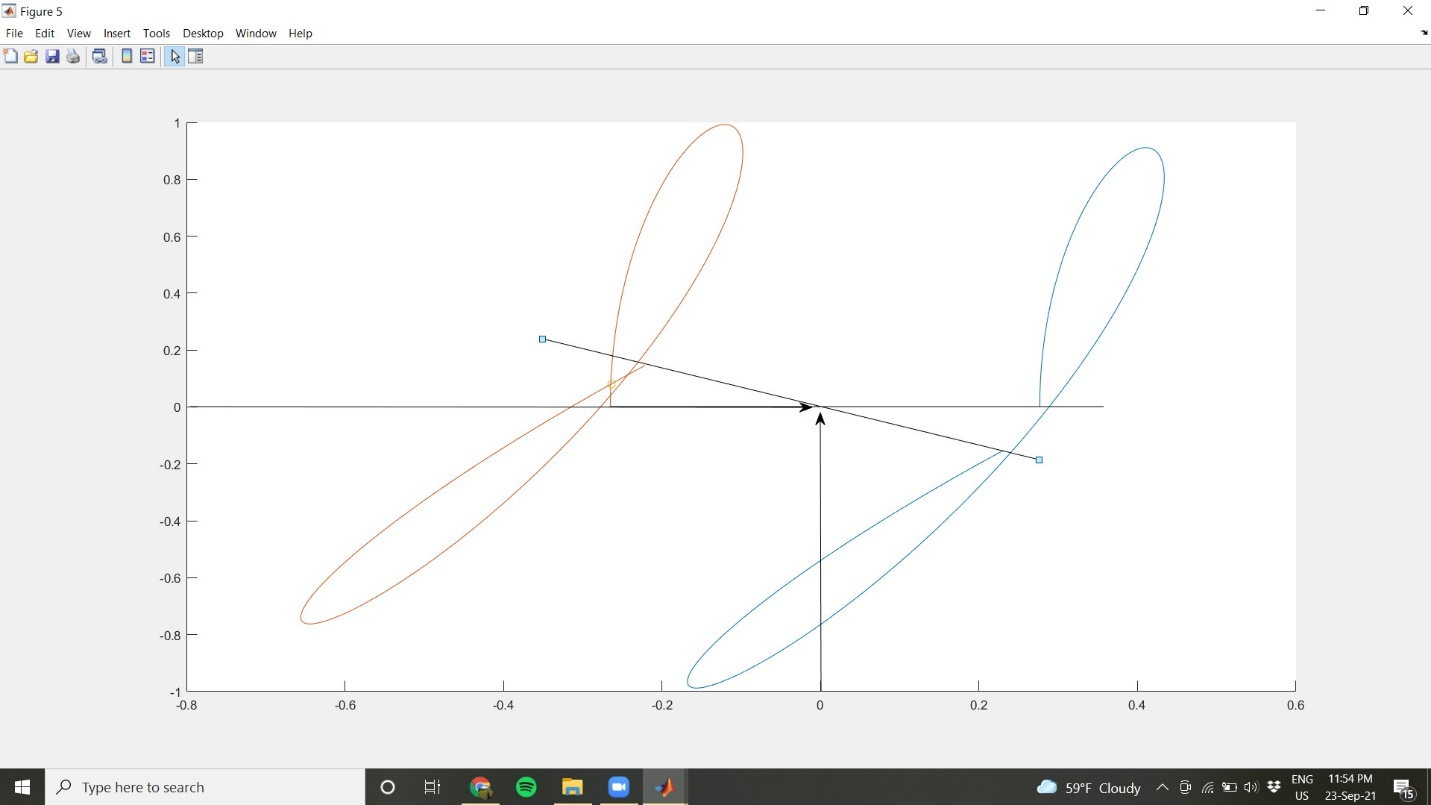 Figure 5
File Edit View Insert Tools Desktop Window Help
1
0.8
0.6
0.4
0.2
0
-0.2
-0.4
-0.6
-0.8
-1
-0.8 -0.6 -0.4 -0.2 0 0.2 0.4 0.6
Type here to search
59°F Cloudy
ENG
US
11:54 PM
23-Sep-21
15